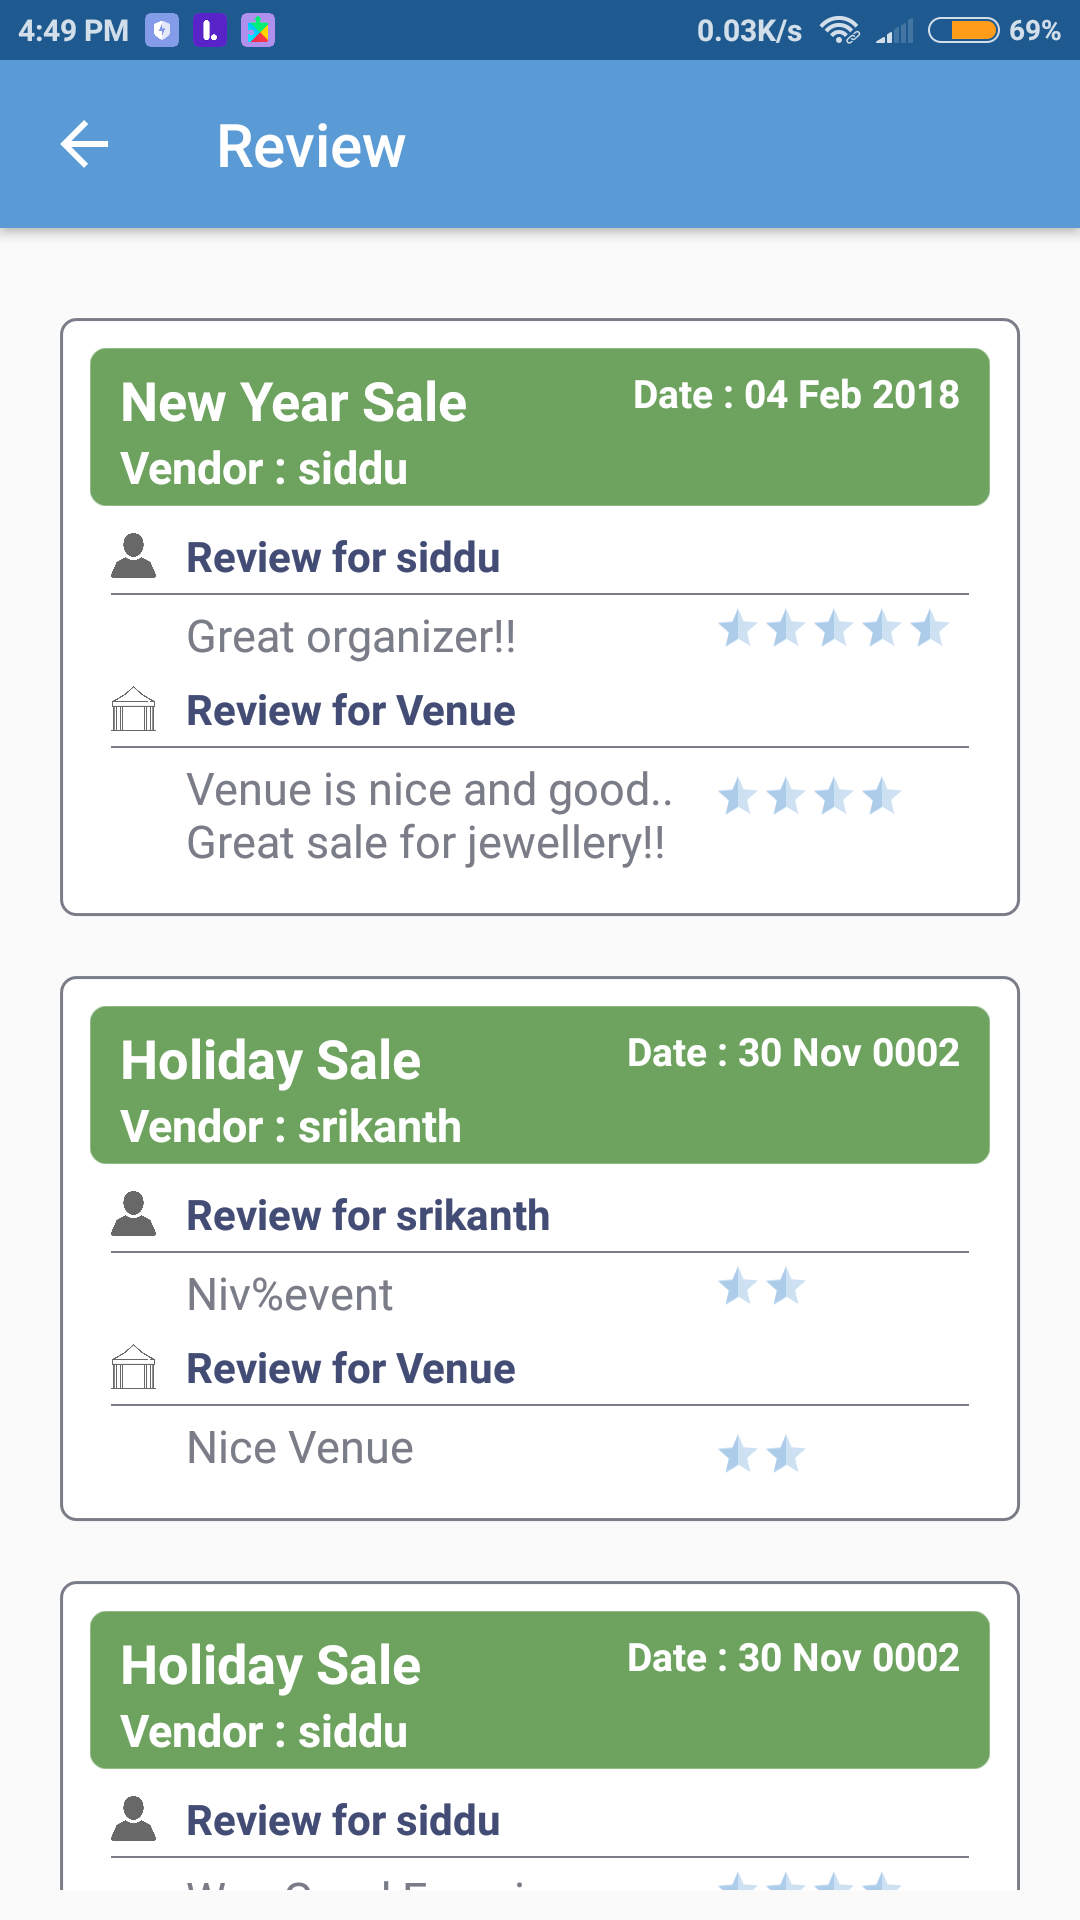 4:49 PM 0.03K/s 69%
Review
New Year Sale Date : 04 Feb 2018
Vendor : siddu
Review for siddu
Great organizer!!
Review for Venue
Venue is nice and good..
Great sale for jewellery!!
Holiday Sale Date : 30 Nov 0002
Vendor : srikanth
Review for srikanth
Niv%event
Review for Venue
Nice Venue
Holiday Sale Date : 30 Nov 0002
Vendor : siddu
Review for siddu